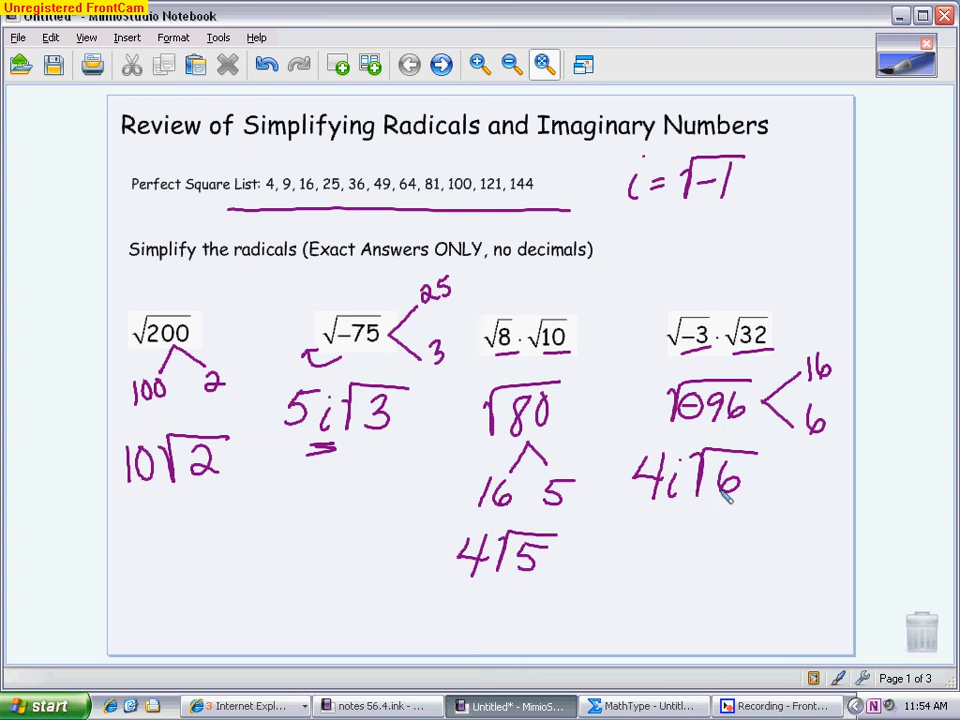 Unregistered FrontCam
Untitled* - MimioStudio Notebook
File Edit View Insert Format Tools Help
Review of Simplifying Radicals and Imaginary Numbers
Perfect Square List: 4, 9, 16, 25, 36, 49, 64, 81, 100, 121, 144
i = √-1
Simplify the radicals (Exact Answers ONLY, no decimals)
25
√200 √-75 √8 · √10 √-3 · √32
3
100 2
16
5i√3 √80 √-96
6
10√2
16 5
4i√6
4√5
Page 1 of 3
start 3 Internet Expl... notes 56.4.ink - ... Untitled* - MimioS... MathType - Untitl... Recording - Front... N 11:54 AM